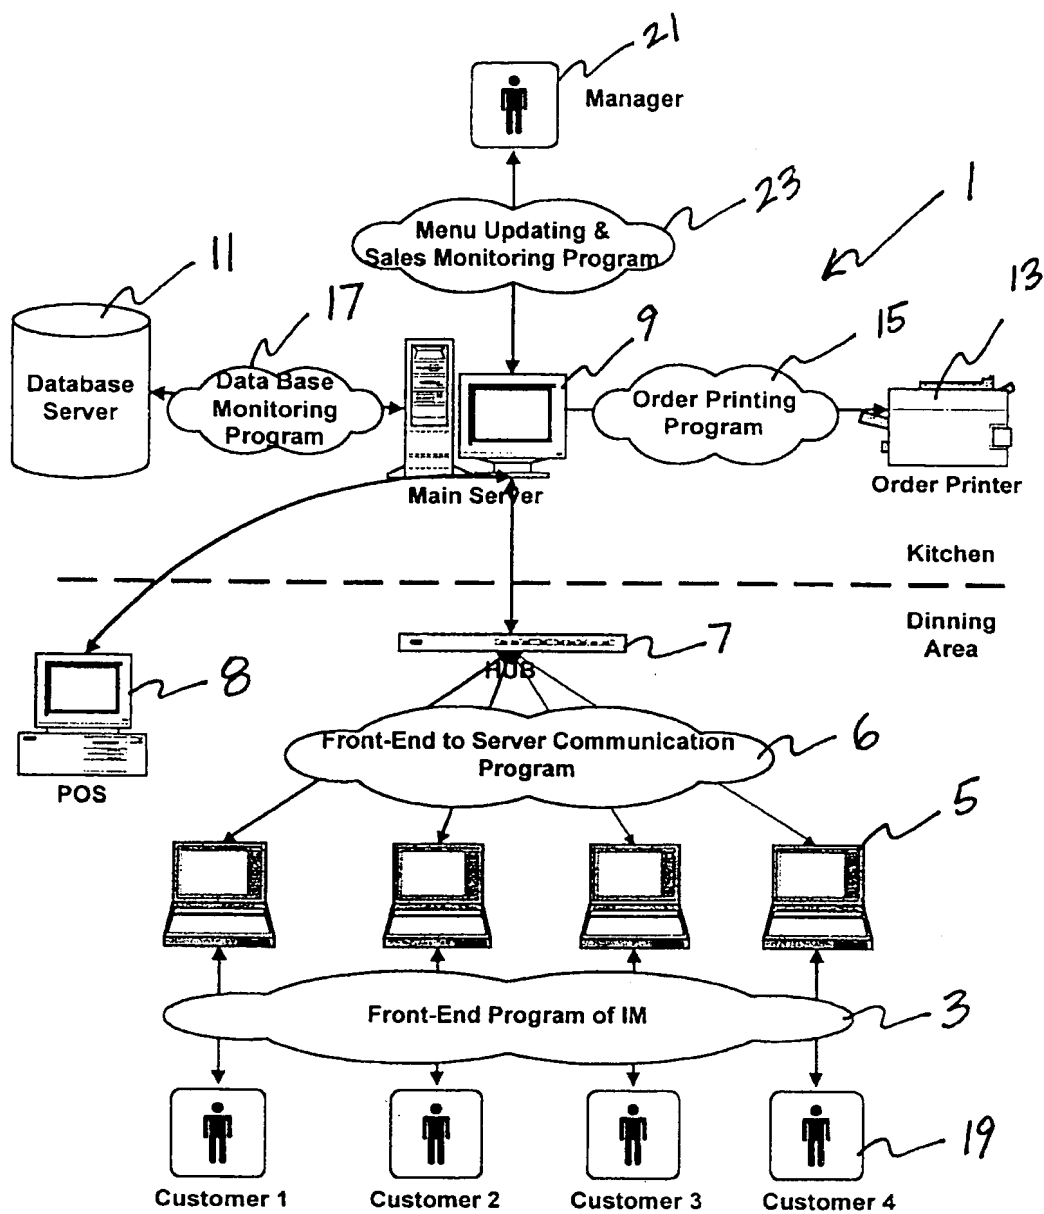 21
Manager
23
1
Menu Updating &
Sales Monitoring Program
11
17
9
15
13
Database
Server
Data Base
Monitoring
Program
Order Printing
Program
Main Server
Order Printer
Kitchen
Dinning
Area
7
HUB
8
POS
Front-End to Server Communication
Program
6
5
Front-End Program of IM
3
19
Customer 1
Customer 2
Customer 3
Customer 4